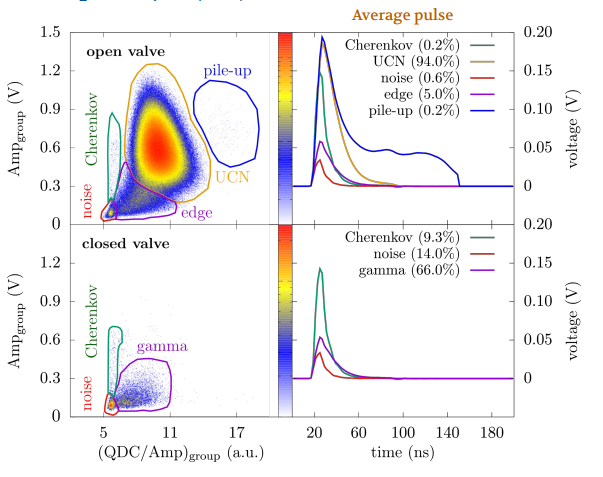 Average pulse
1.5
1.2
0.9
0.6
0.3
0
Amp_group (V)
open valve
Cherenkov
noise
pile-up
UCN
edge
Cherenkov (0.2%)
UCN (94.0%)
noise (0.6%)
edge (5.0%)
pile-up (0.2%)
0.20
0.15
0.10
0.05
0
voltage (V)
closed valve
1.2
0.9
0.6
0.3
0
Amp_group (V)
Cherenkov
noise
gamma
Cherenkov (9.3%)
noise (14.0%)
gamma (66.0%)
0.20
0.15
0.10
0.05
0
voltage (V)
5 11 17
(QDC/Amp)_group (a.u.)
20 60 100 140 180
time (ns)